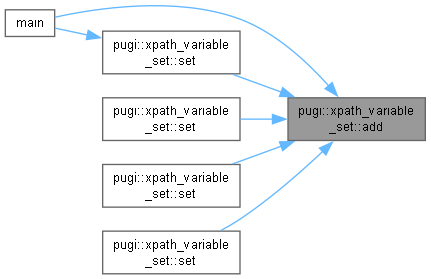 main
pugi::xpath_variable
_set::set
pugi::xpath_variable
_set::set
pugi::xpath_variable
_set::set
pugi::xpath_variable
_set::set
pugi::xpath_variable
_set::add